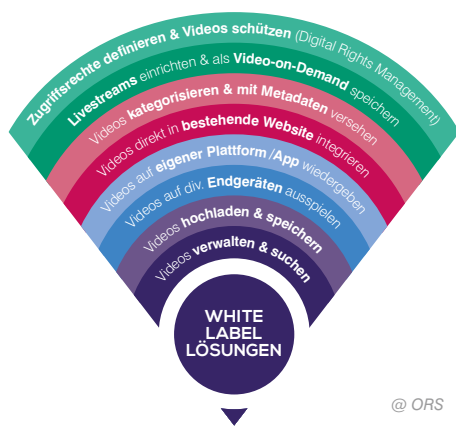 Zugriffsrechte definieren & Videos schützen (Digital Rights Management)
Livestreams einrichten & als Video-on-Demand speichern
Videos kategorisieren & mit Metadaten versehen
Videos direkt in bestehende Website integrieren
Videos auf eigener Plattform /App wiedergeben
Videos auf div. Endgeräten ausspielen
Videos hochladen & speichern
Videos verwalten & suchen
WHITE
LABEL
LÖSUNGEN
@ ORS